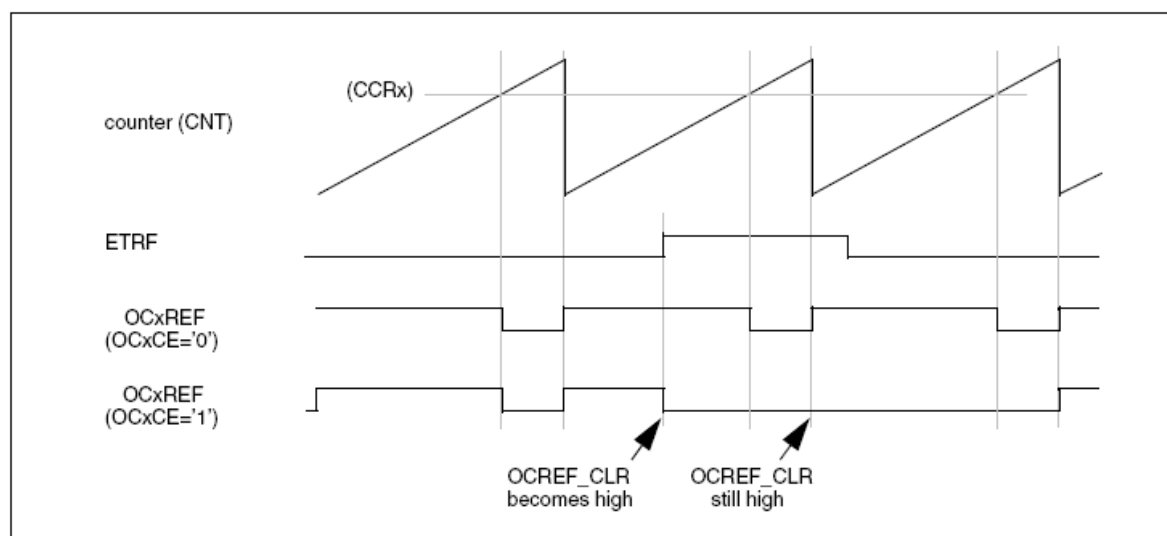 (CCRx)
counter (CNT)
ETRF
OCxREF
(OCxCE='0')
OCxREF
(OCxCE='1')
OCREF_CLR
becomes high
OCREF_CLR
still high